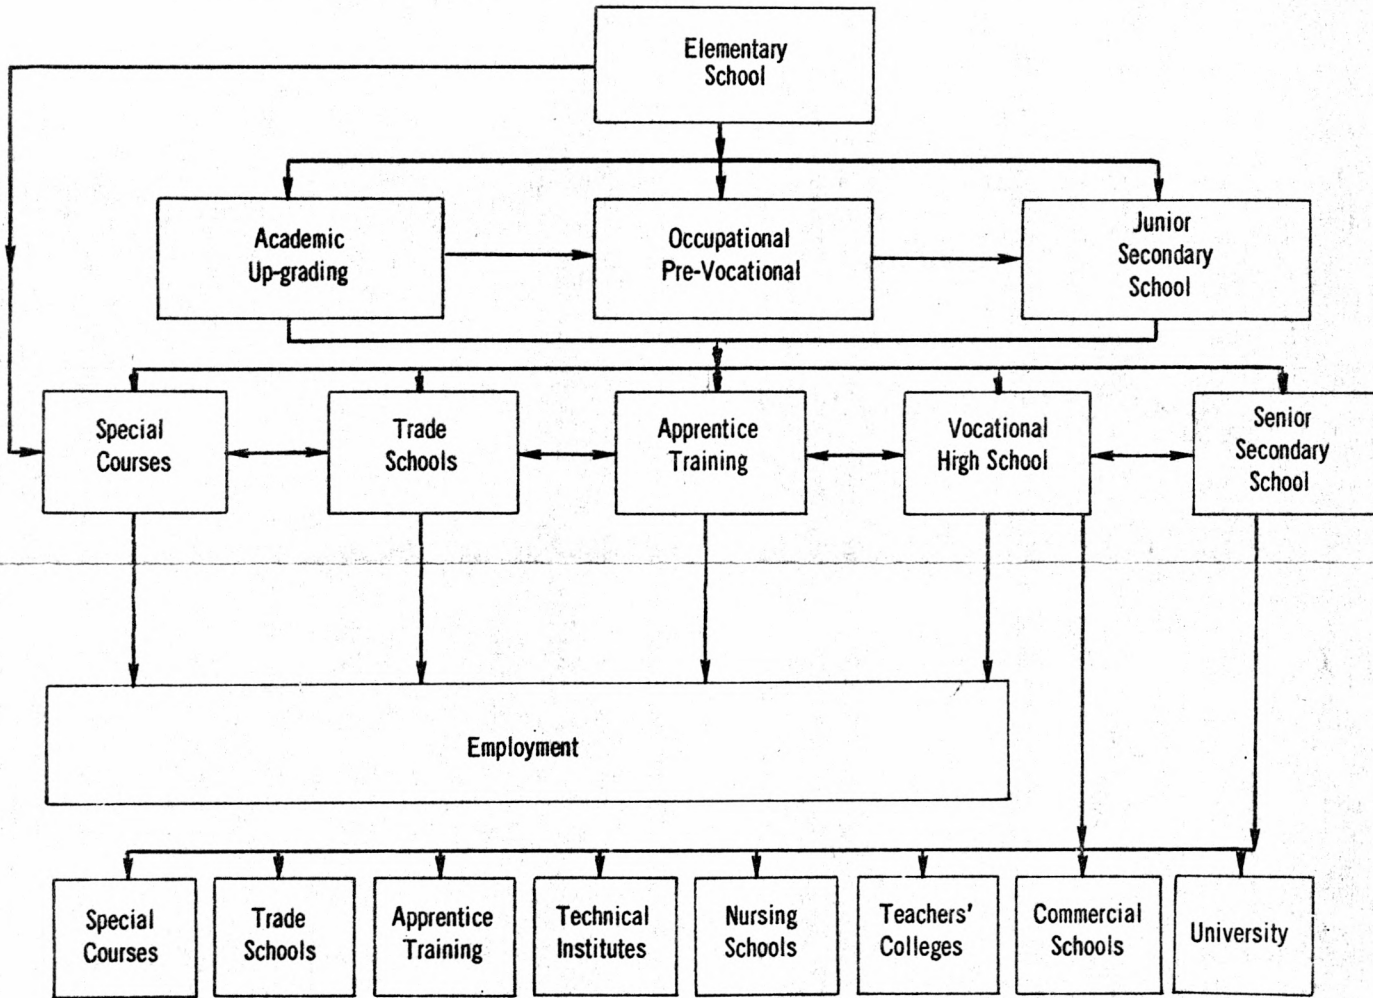 Elementary
School
Academic
Up-grading
Occupational
Pre-Vocational
Junior
Secondary
School
Special
Courses
Trade
Schools
Apprentice
Training
Vocational
High School
Senior
Secondary
School
Employment
Special
Courses
Trade
Schools
Apprentice
Training
Technical
Institutes
Nursing
Schools
Teachers'
Colleges
Commercial
Schools
University